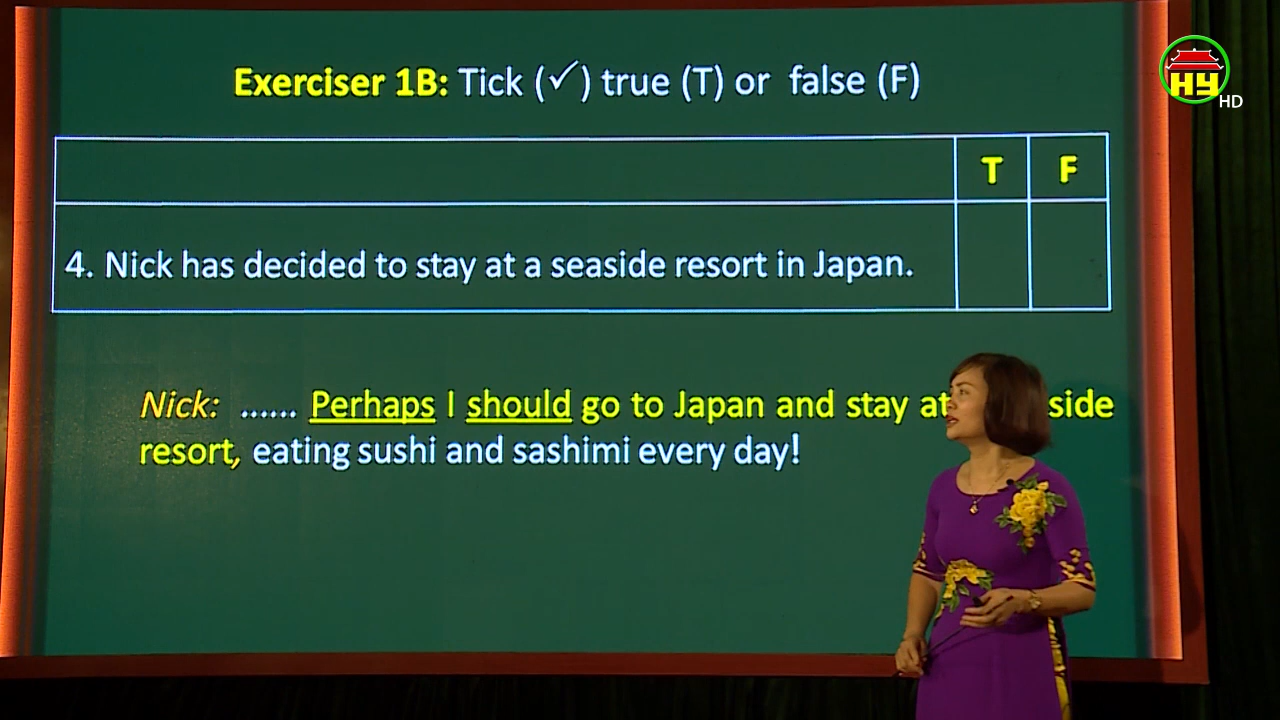 Exerciser 1B: Tick (✓) true (T) or false (F)
T F
4. Nick has decided to stay at a seaside resort in Japan.
Nick: ...... Perhaps I should go to Japan and stay at side
resort, eating sushi and sashimi every day!
HY
HD